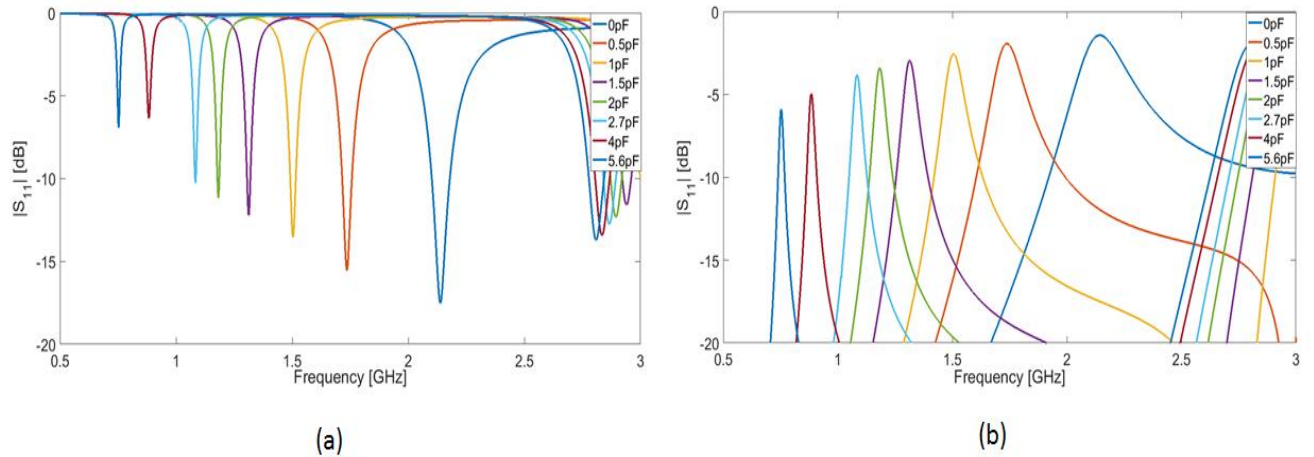 0
-5
-10
-15
-20
|S11| [dB]
0.5 1 1.5 2 2.5 3
Frequency [GHz]
0pF
0.5pF
1pF
1.5pF
2pF
2.7pF
4pF
5.6pF
(a)
0
-5
-10
-15
-20
|S11| [dB]
0.5 1 1.5 2 2.5 3
Frequency [GHz]
0pF
0.5pF
1pF
1.5pF
2pF
2.7pF
4pF
5.6pF
(b)